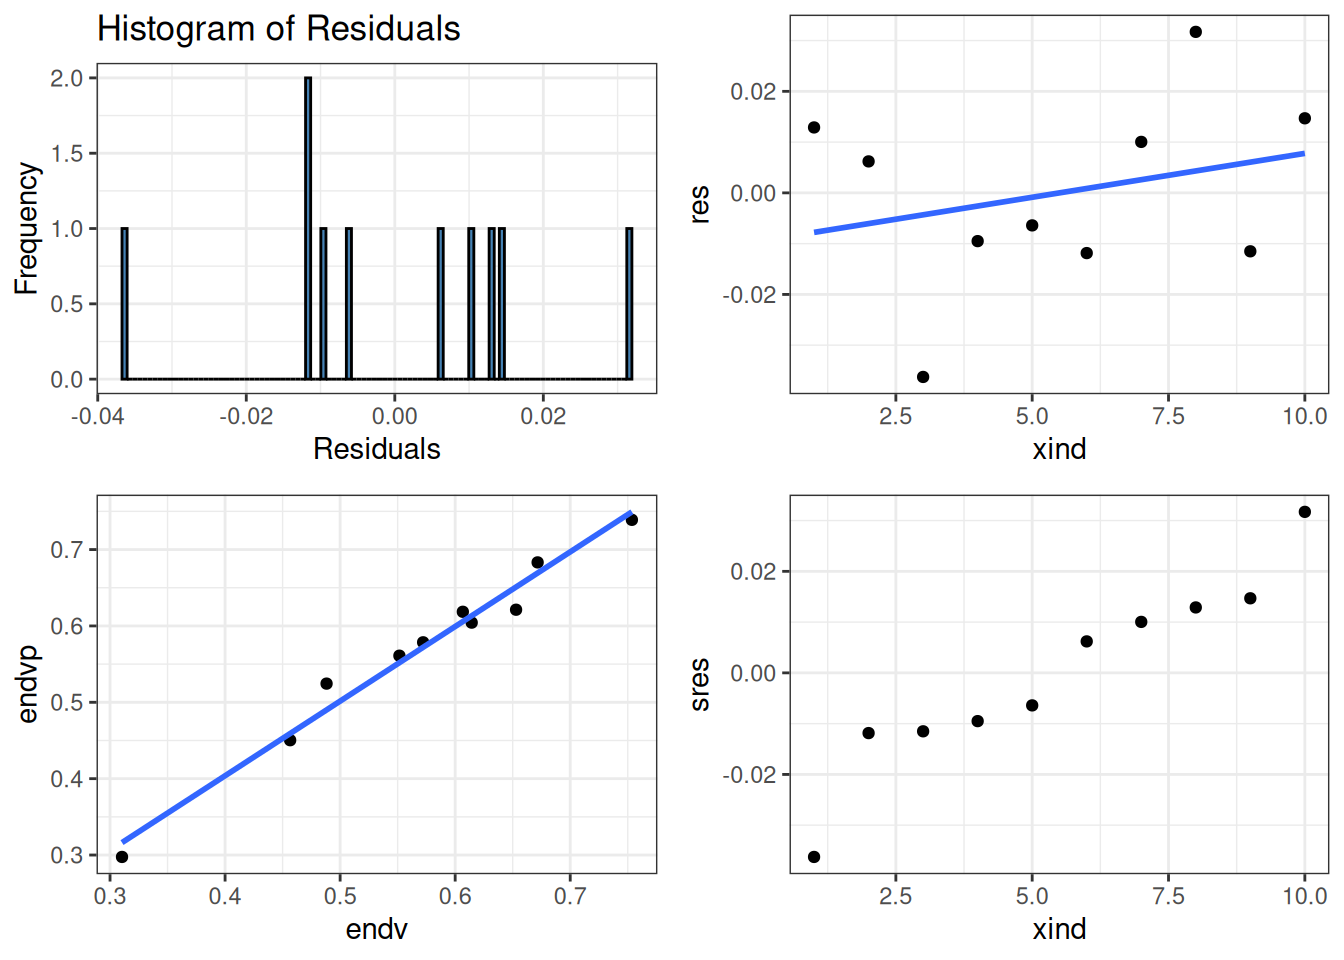 Histogram of Residuals
2.0
1.5
1.0
0.5
0.0
Frequency
-0.04 -0.02 0.00 0.02
Residuals
0.02
0.00
-0.02
res
2.5 5.0 7.5 10.0
xind
0.7
0.6
0.5
0.4
0.3
endvp
0.3 0.4 0.5 0.6 0.7
endv
0.02
0.00
-0.02
sres
2.5 5.0 7.5 10.0
xind